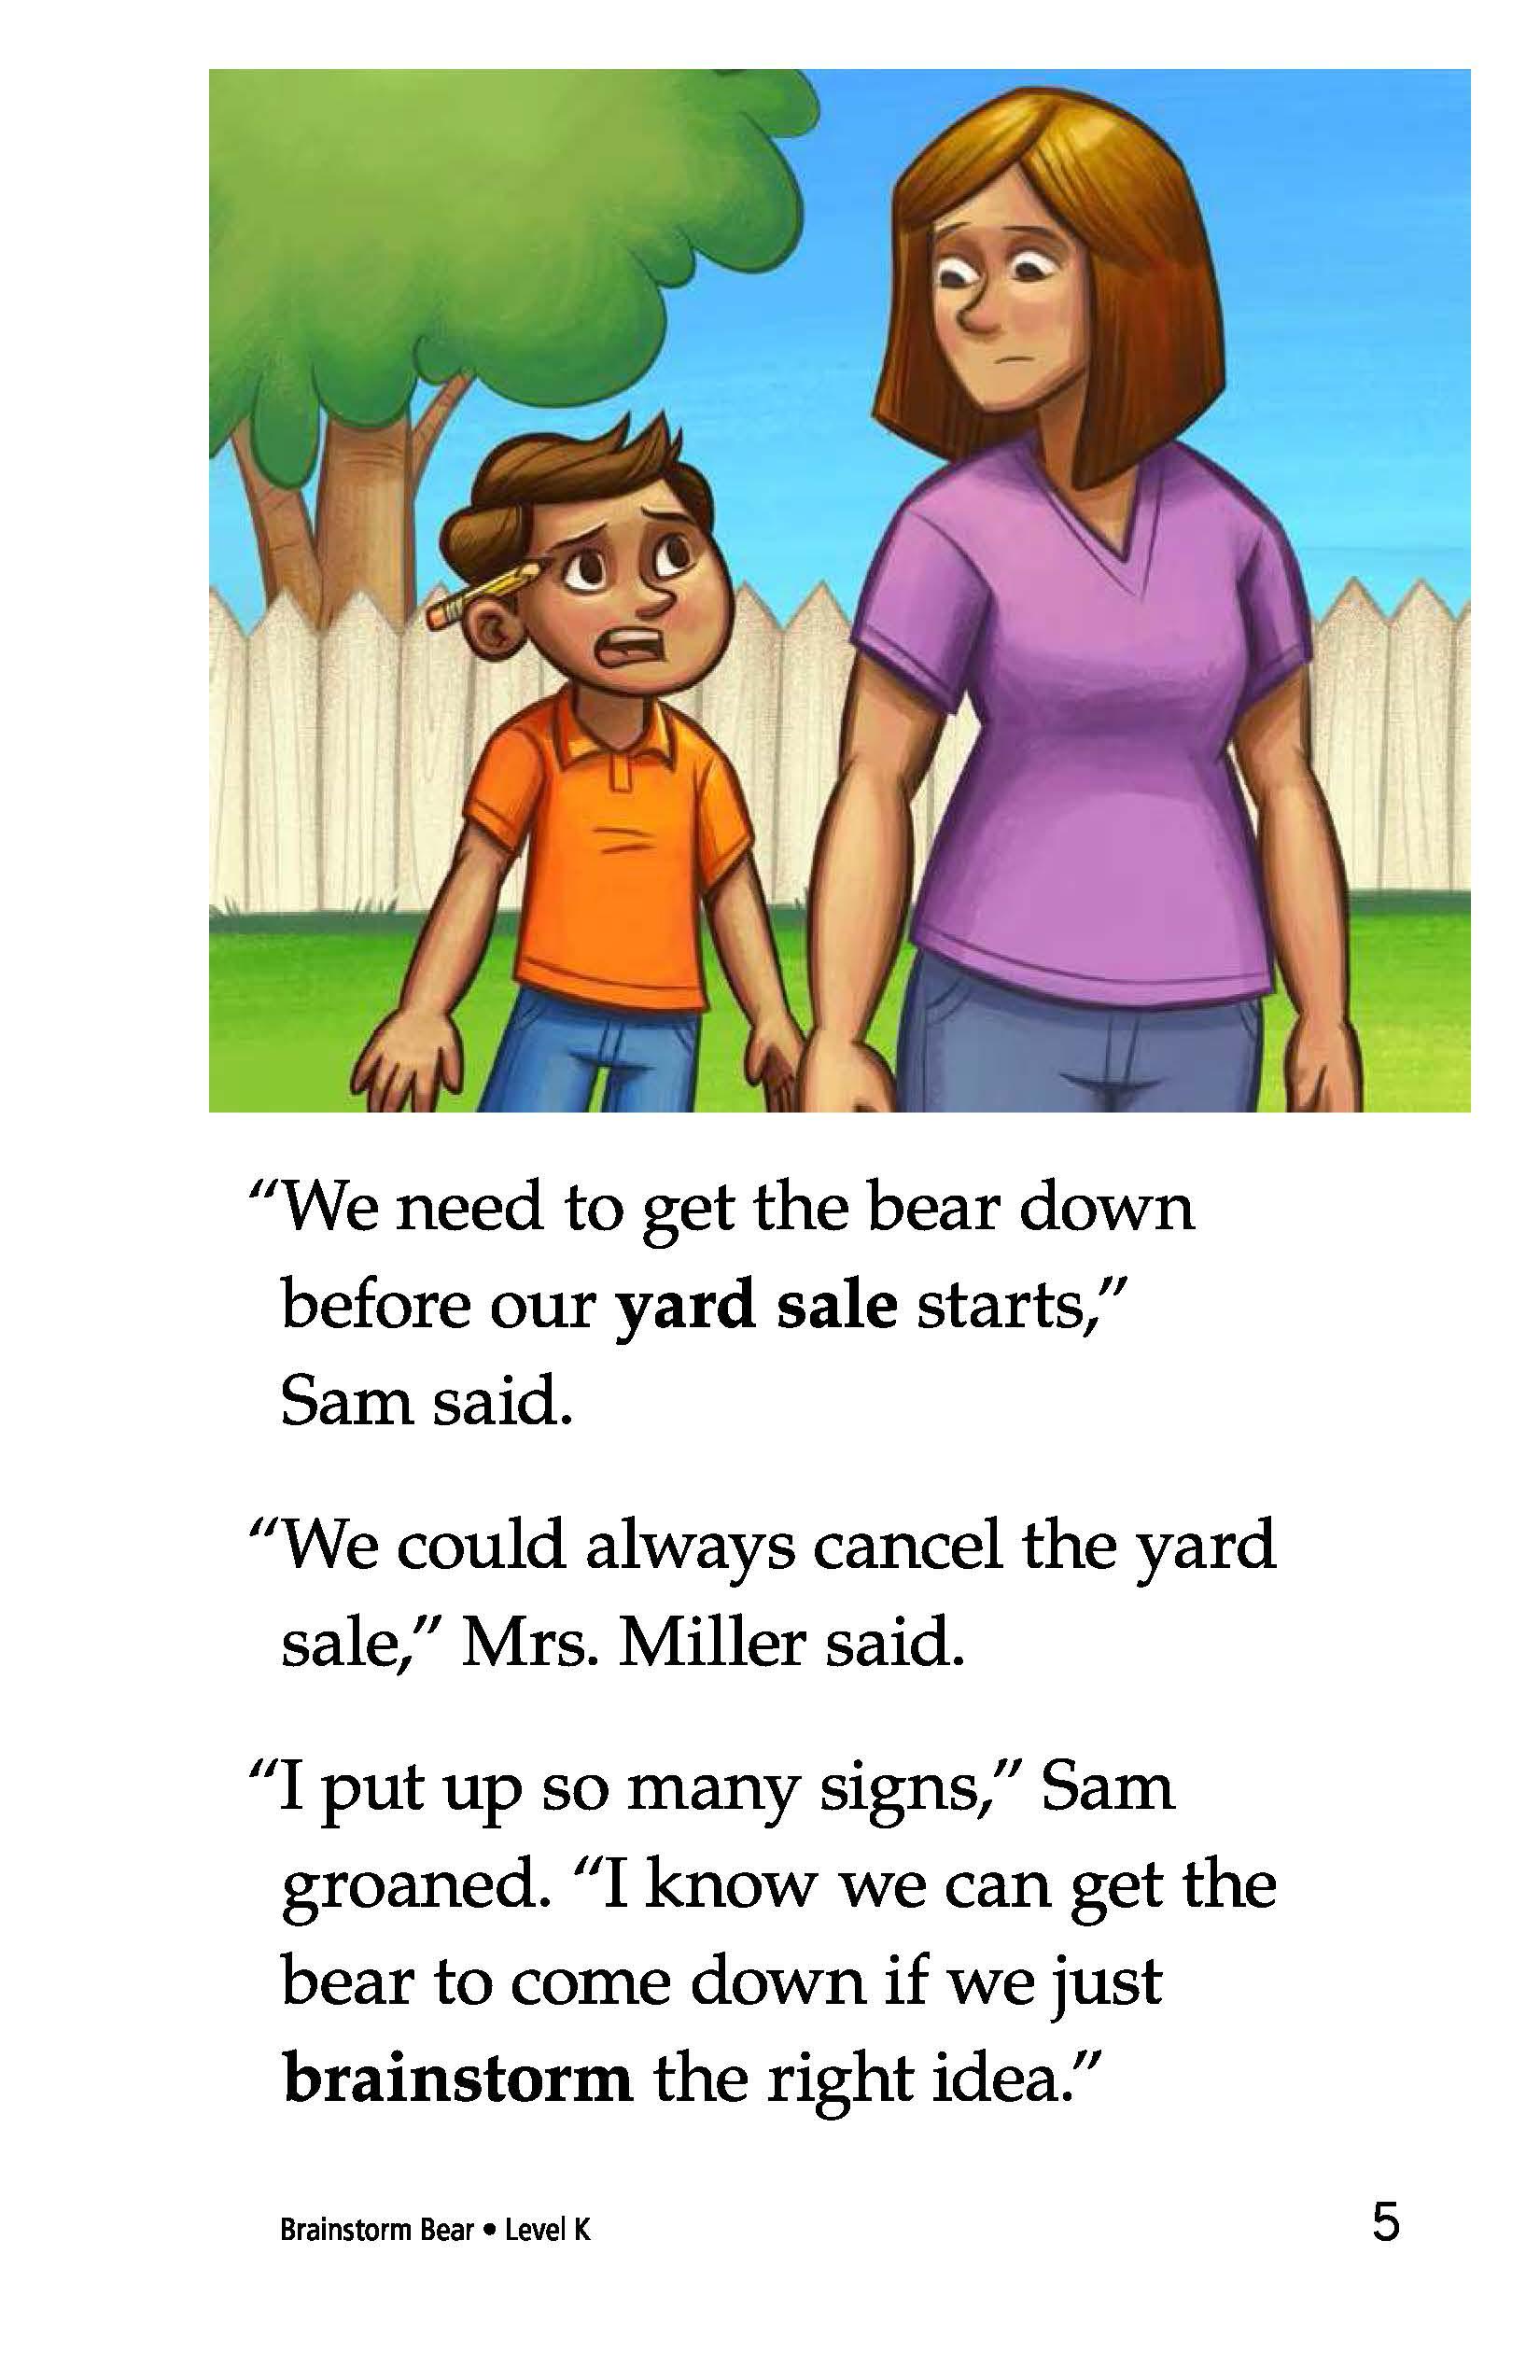 “We need to get the bear down
before our yard sale starts,”
Sam said.
“We could always cancel the yard
sale,” Mrs. Miller said.
“I put up so many signs,” Sam
groaned. “I know we can get the
bear to come down if we just
brainstorm the right idea.”
Brainstorm Bear • Level K
5